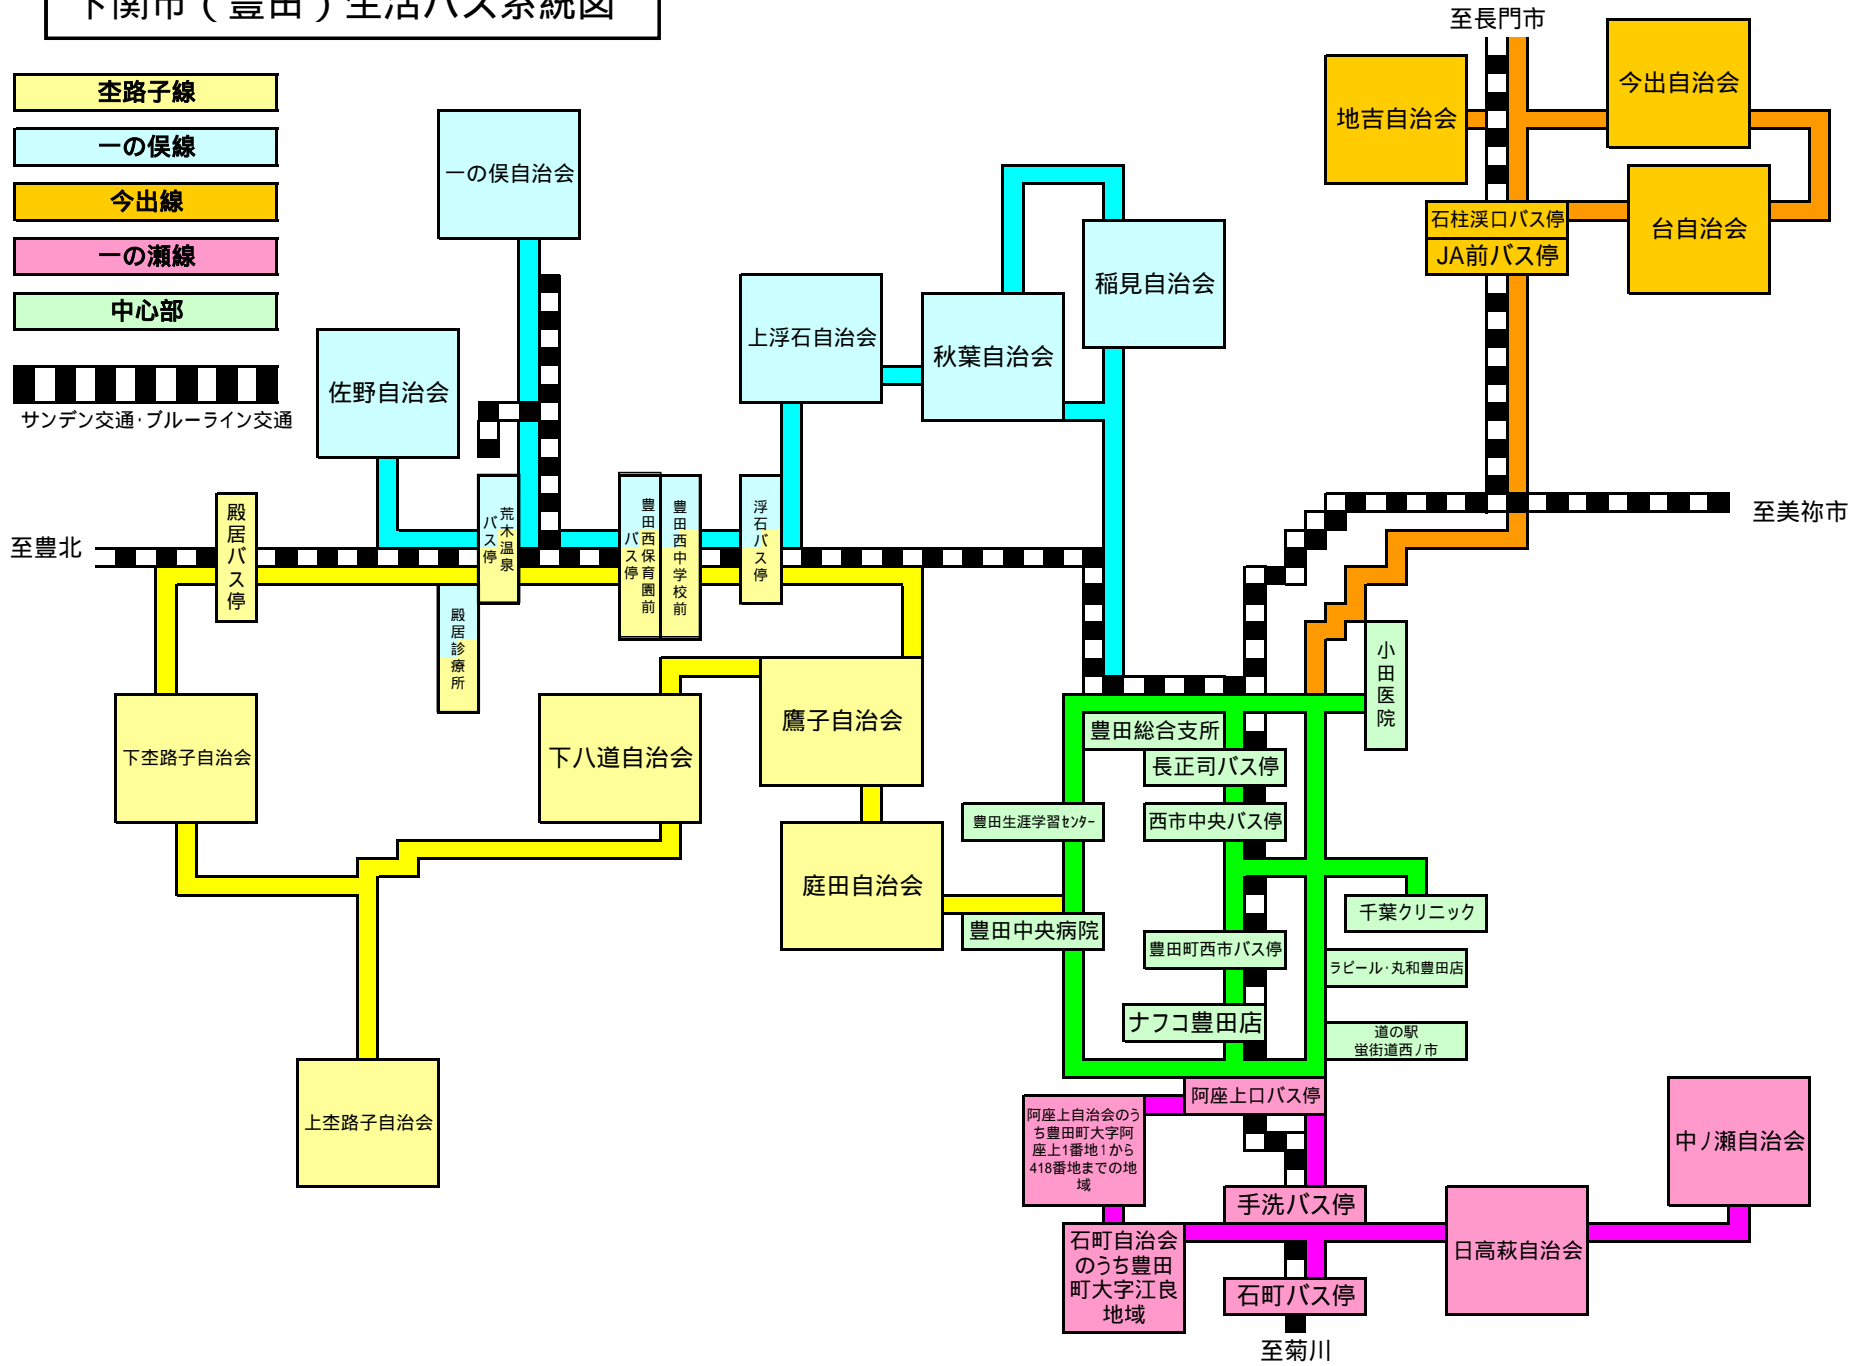 下関市(豊田)生活バス系統図
至長門市
杢路子線
一の俣線
今出線
一の瀬線
中心部
サンデン交通・ブルーライン交通
地吉自治会
今出自治会
石柱渓口バス停
JA前バス停
台自治会
一の俣自治会
佐野自治会
上浮石自治会
秋葉自治会
稲見自治会
至豊北
殿居バス停
荒木温泉
バス停
殿居診療所
豊田西保育園前
バス停
豊田西中学校前
浮石バス停
至美祢市
下杢路子自治会
下八道自治会
鷹子自治会
庭田自治会
上杢路子自治会
小田医院
豊田総合支所
長正司バス停
豊田生涯学習センター
西市中央バス停
千葉クリニック
豊田中央病院
豊田町西市バス停
ラピール・丸和豊田店
ナフコ豊田店
道の駅
蛍街道西ノ市
阿座上口バス停
阿座上自治会のう
ち豊田町大字阿
座上1番地1から
418番地までの地
域
手洗バス停
石町自治会
のうち豊田
町大字江良
地域
石町バス停
日高萩自治会
中ノ瀬自治会
至菊川